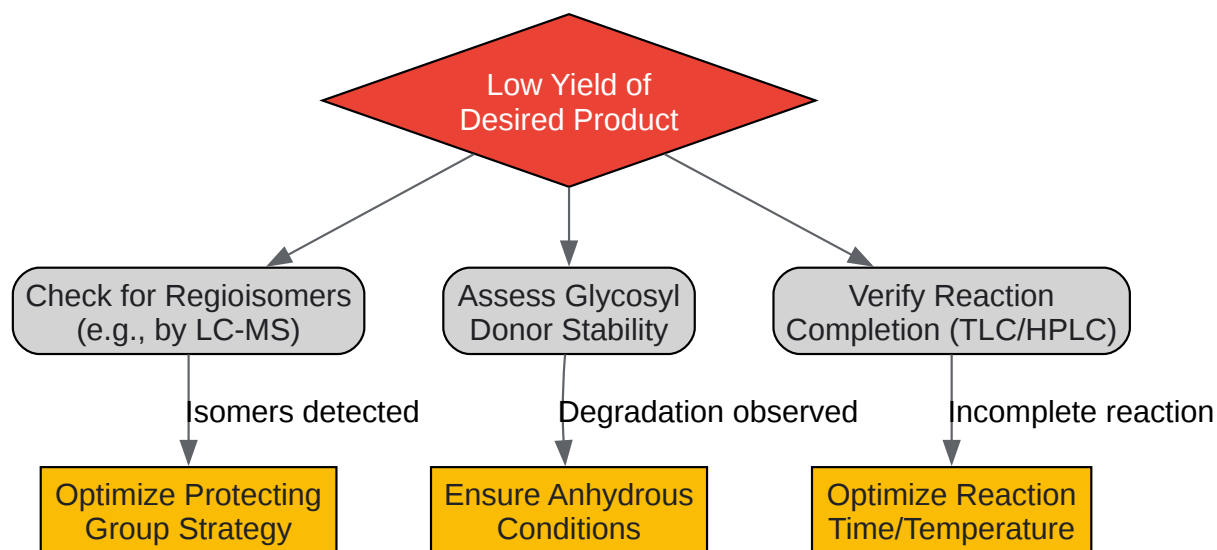 Low Yield of
Desired Product
Check for Regioisomers
(e.g., by LC-MS)
Assess Glycosyl
Donor Stability
Verify Reaction
Completion (TLC/HPLC)
Isomers detected
Degradation observed
Incomplete reaction
Optimize Protecting
Group Strategy
Ensure Anhydrous
Conditions
Optimize Reaction
Time/Temperature